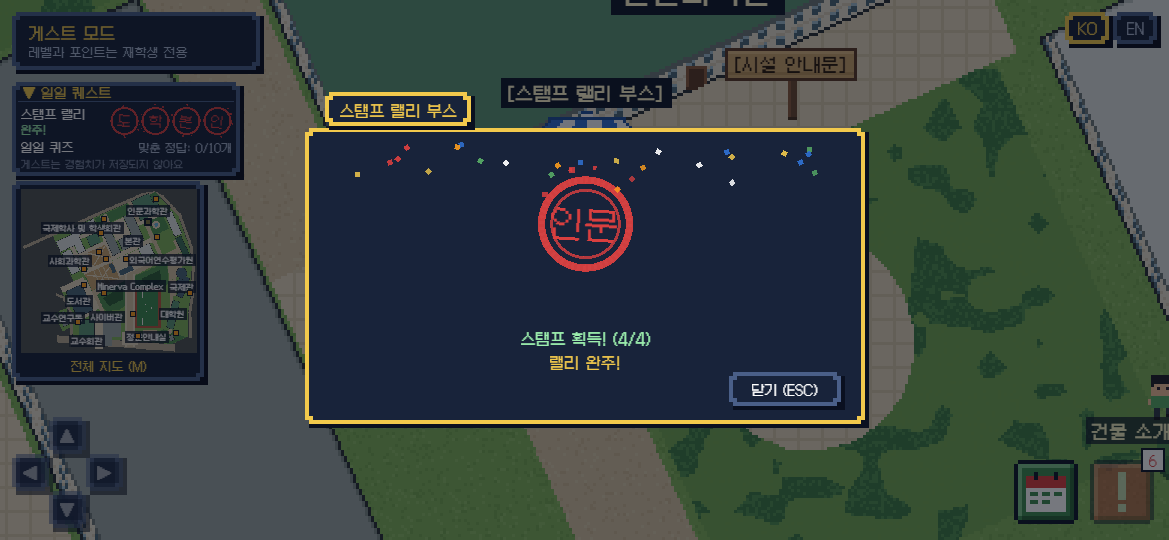 게스트 모드
레벨과 포인트는 재학생 전용
▼ 일일 퀘스트
스탬프 랠리
완주!
도 학 본 인
일일 퀴즈 맞춘 정답: 0/10개
게스트는 경험치가 저장되지 않아요
인문과학관
국제학사 및 학생회관
본관
사회과학관
외국어연수평가원
Minerva Complex
국제관
도서관
교수연구동
사이버관
대학원
교수회관
전체 지도 (M)
KO
EN
[시설 안내문]
[스탬프 랠리 부스]
스탬프 랠리 부스
인문
스탬프 획득! (4/4)
랠리 완주!
닫기 (ESC)
건물 소개
6